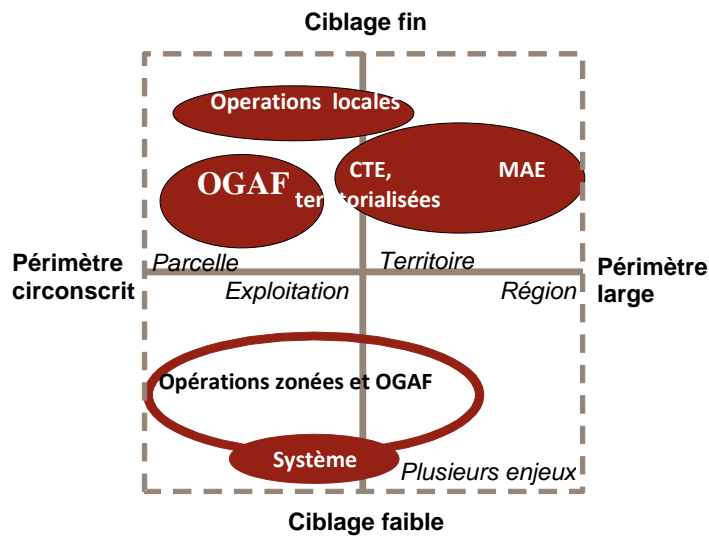 Ciblage fin
Operations locales
CTE, MAE
OGAF
territorialisées
Périmètre
circonscrit
Parcelle
Territoire
Périmètre
large
Exploitation
Région
Opérations zonées et OGAF
Système
Plusieurs enjeux
Ciblage faible